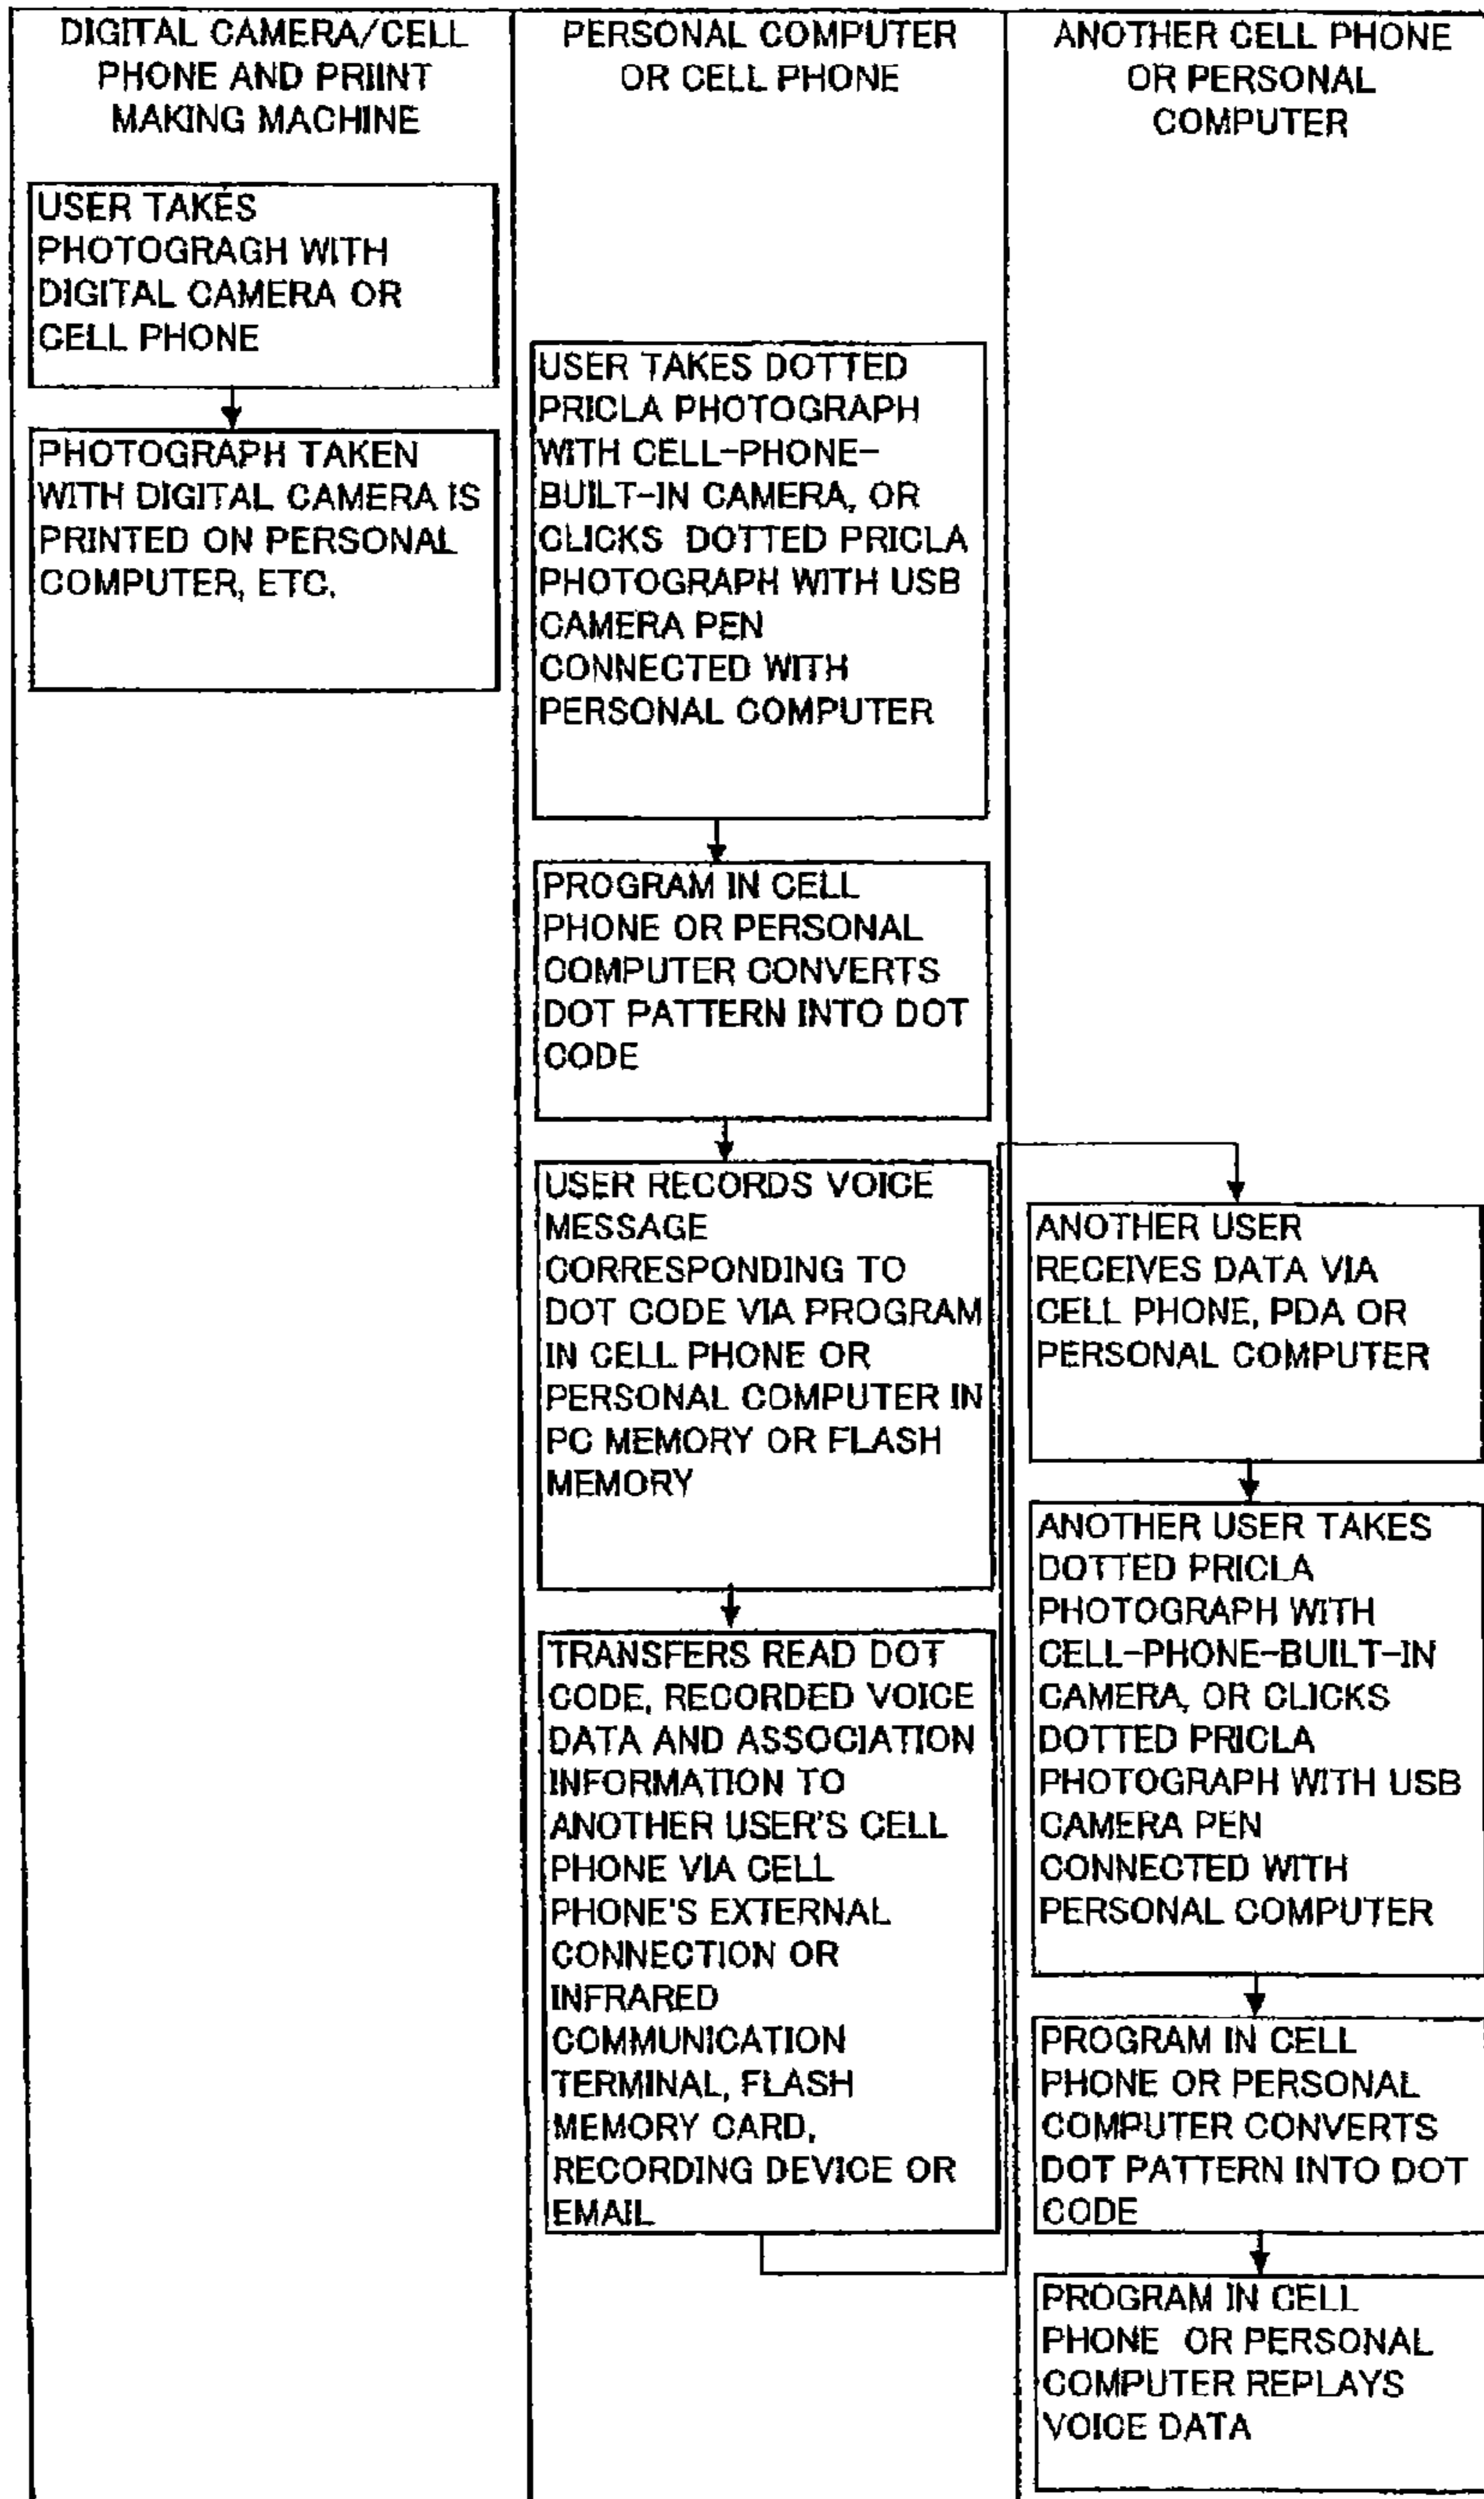 DIGITAL CAMERA/CELL
PHONE AND PRIINT
MAKING MACHINE
USER TAKES
PHOTOGRAGH WITH
DIGITAL CAMERA OR
CELL PHONE
PHOTOGRAPH TAKEN
WITH DIGITAL CAMERA IS
PRINTED ON PERSONAL
COMPUTER, ETC.
PERSONAL COMPUTER
OR CELL PHONE
USER TAKES DOTTED
PRICLA PHOTOGRAPH
WITH CELL-PHONE-
BUILT-IN CAMERA, OR
CLICKS DOTTED PRICLA
PHOTOGRAPH WITH USB
CAMERA PEN
CONNECTED WITH
PERSONAL COMPUTER
PROGRAM IN CELL
PHONE OR PERSONAL
COMPUTER CONVERTS
DOT PATTERN INTO DOT
CODE
USER RECORDS VOICE
MESSAGE
CORRESPONDING TO
DOT CODE VIA PROGRAM
IN CELL PHONE OR
PERSONAL COMPUTER IN
PC MEMORY OR FLASH
MEMORY
TRANSFERS READ DOT
CODE, RECORDED VOICE
DATA AND ASSOCIATION
INFORMATION TO
ANOTHER USER'S CELL
PHONE VIA CELL
PHONE'S EXTERNAL
CONNECTION OR
INFRARED
COMMUNICATION
TERMINAL, FLASH
MEMORY CARD,
RECORDING DEVICE OR
EMAIL
ANOTHER CELL PHONE
OR PERSONAL
COMPUTER
ANOTHER USER
RECEIVES DATA VIA
CELL PHONE, PDA OR
PERSONAL COMPUTER
ANOTHER USER TAKES
DOTTED PRICLA
PHOTOGRAPH WITH
CELL-PHONE-BUILT-IN
CAMERA, OR CLICKS
DOTTED PRICLA
PHOTOGRAPH WITH USB
CAMERA PEN
CONNECTED WITH
PERSONAL COMPUTER
PROGRAM IN CELL
PHONE OR PERSONAL
COMPUTER CONVERTS
DOT PATTERN INTO DOT
CODE
PROGRAM IN CELL
PHONE OR PERSONAL
COMPUTER REPLAYS
VOICE DATA